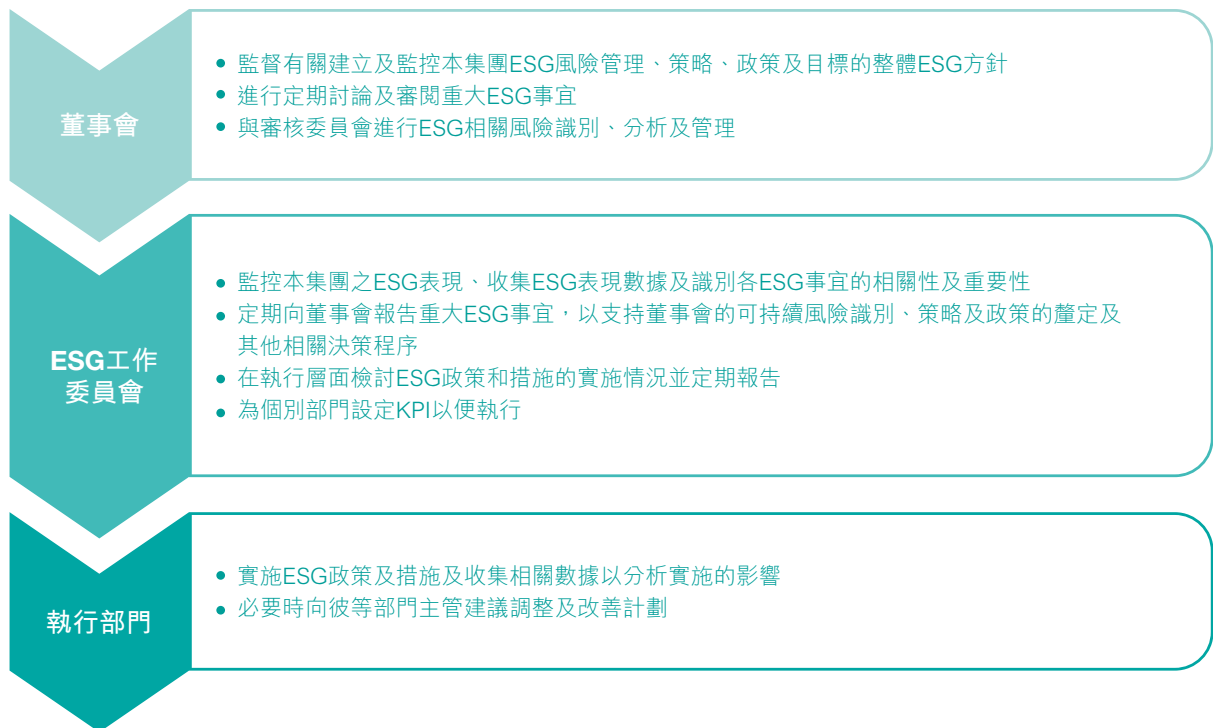 董事會
• 監督有關建立及監控本集團ESG風險管理、策略、政策及目標的整體ESG方針
• 進行定期討論及審閱重大ESG事宜
• 與審核委員會進行ESG相關風險識別、分析及管理
ESG工作
委員會
• 監控本集團之ESG表現、收集ESG表現數據及識別各ESG事宜的相關性及重要性
• 定期向董事會報告重大ESG事宜，以支持董事會的可持續風險識別、策略及政策的釐定及
其他相關決策程序
• 在執行層面檢討ESG政策和措施的實施情況並定期報告
• 為個別部門設定KPI以便執行
執行部門
• 實施ESG政策及措施及收集相關數據以分析實施的影響
• 必要時向彼等部門主管建議調整及改善計劃